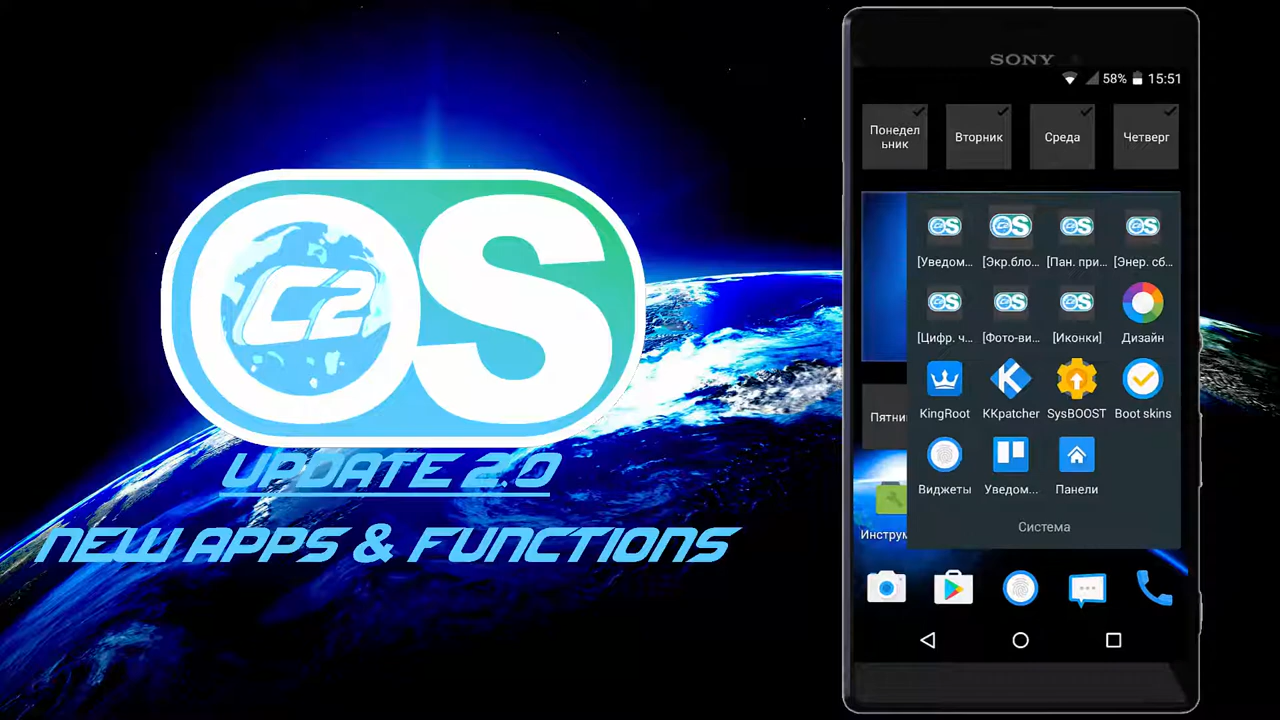 C2
OS
UPDATE 2.0
NEW APPS & FUNCTIONS
SONY
58% 15:51
Понедел
ьник
Вторник
Среда
Четверг
[Уведом... [Экр.бло... [Пан. при... [Энер. сб...
[Цифр. ч... [Фото-ви... [Иконки] Дизайн
KingRoot KKpatcher SysBOOST Boot skins
Виджеты Уведом... Панели
Система
Пятни
Инструм